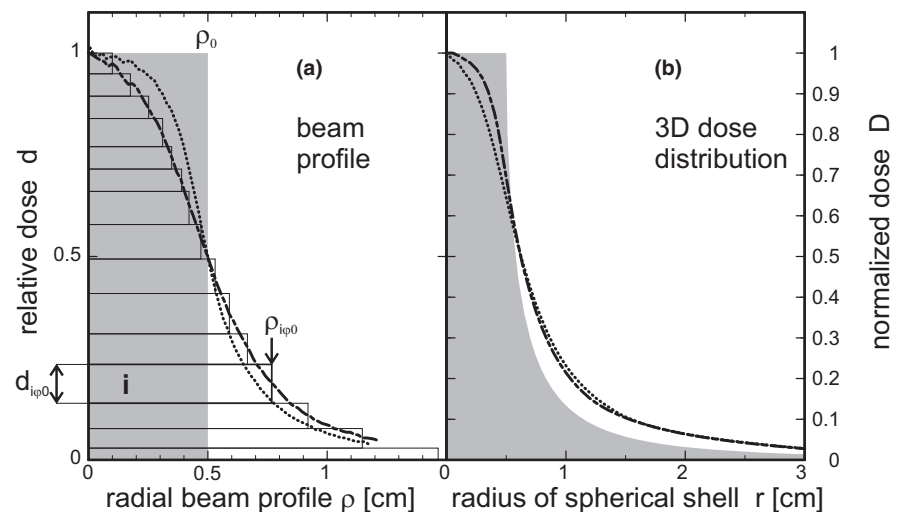 ρ₀
(a)
beam
profile
1
0.5
0
relative dose d
ρᵢφ₀
dᵢφ₀
i
0
0.5
1
radial beam profile ρ [cm]
(b)
3D dose
distribution
1
0.9
0.8
0.7
0.6
0.5
0.4
0.3
0.2
0.1
0
normalized dose D
0
1
2
3
radius of spherical shell r [cm]